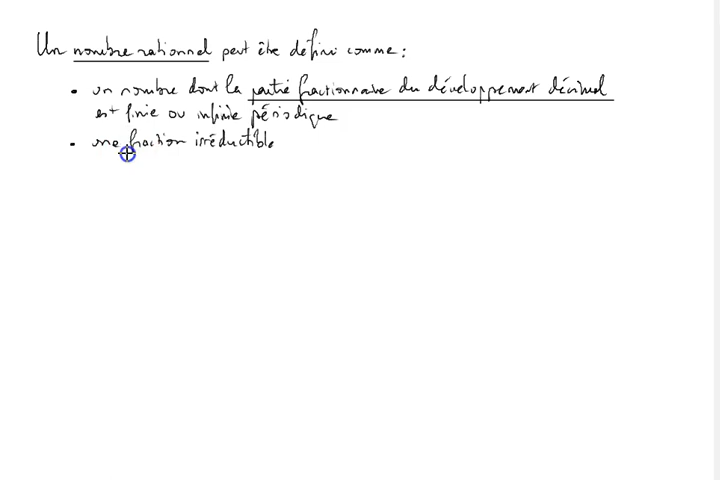 Un nombre rationnel peut être défini comme :
• un nombre dont la partie fractionnaire du développement décimal
est finie ou infinie périodique
• une fraction irréductible